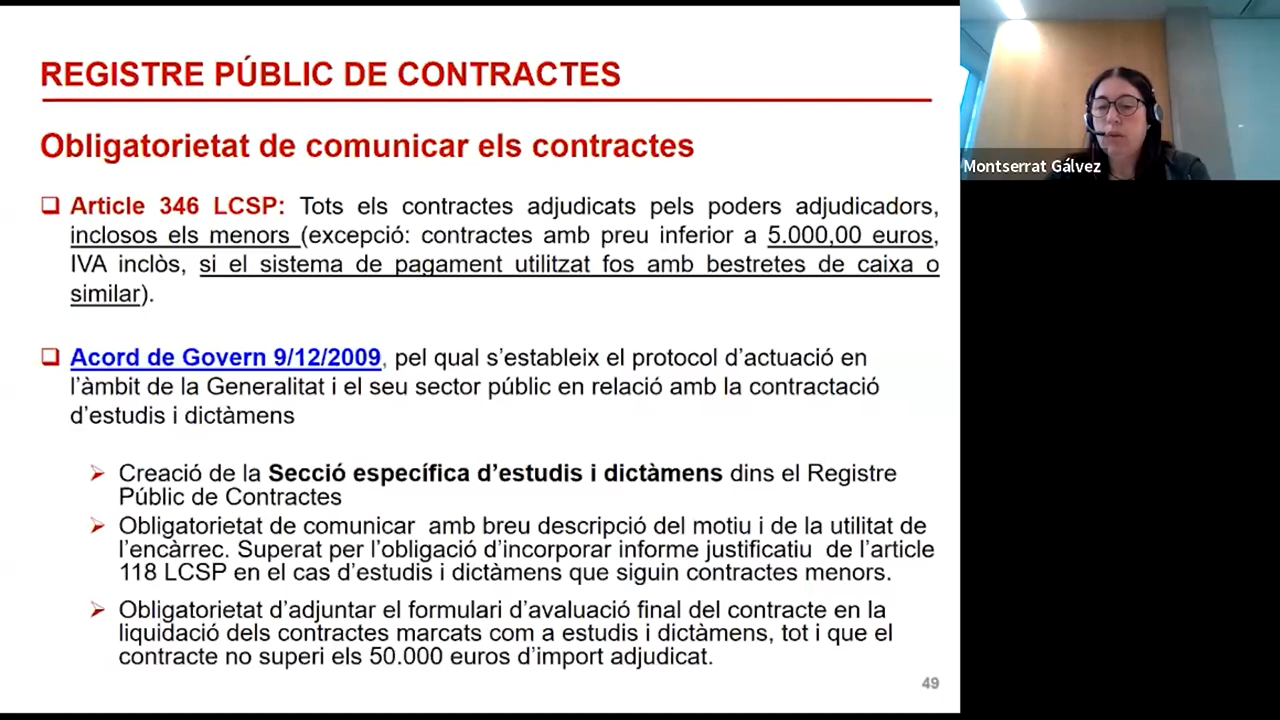 REGISTRE PÚBLIC DE CONTRACTES
Obligatorietat de comunicar els contractes
Article 346 LCSP: Tots els contractes adjudicats pels poders adjudicadors,
inclosos els menors (excepció: contractes amb preu inferior a 5.000,00 euros,
IVA inclòs, si el sistema de pagament utilitzat fos amb bestretes de caixa o
similar).
Acord de Govern 9/12/2009, pel qual s’estableix el protocol d’actuació en
l’àmbit de la Generalitat i el seu sector públic en relació amb la contractació
d’estudis i dictàmens
Creació de la Secció específica d’estudis i dictàmens dins el Registre
Públic de Contractes
Obligatorietat de comunicar amb breu descripció del motiu i de la utilitat de
l’encàrrec. Superat per l’obligació d’incorporar informe justificatiu de l’article
118 LCSP en el cas d’estudis i dictàmens que siguin contractes menors.
Obligatorietat d’adjuntar el formulari d’avaluació final del contracte en la
liquidació dels contractes marcats com a estudis i dictàmens, tot i que el
contracte no superi els 50.000 euros d’import adjudicat.
49
Montserrat Gálvez